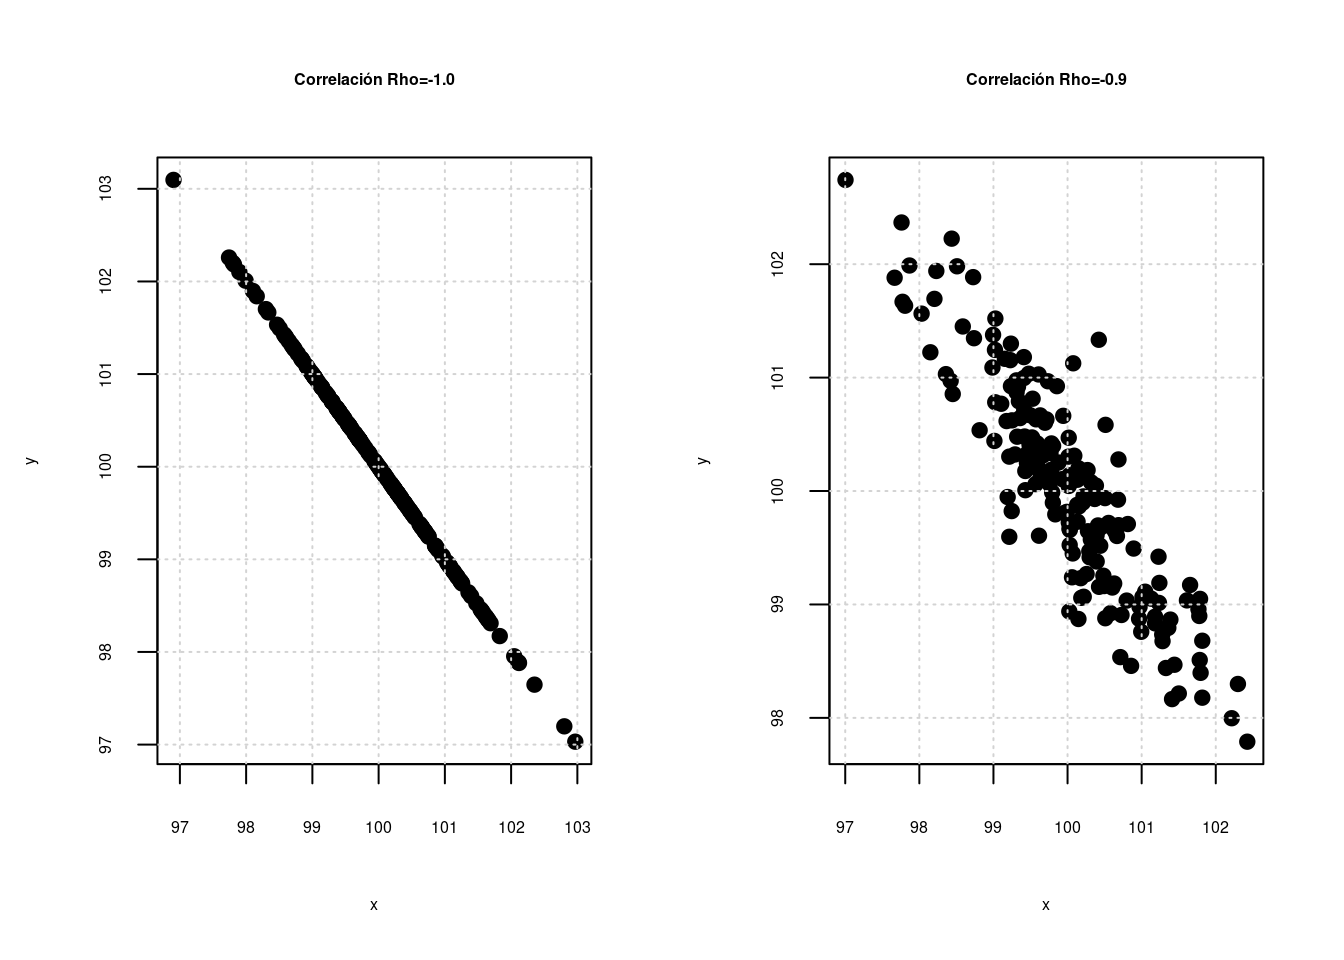 Correlación Rho=-1.0
y
103
102
101
100
99
98
97
97 98 99 100 101 102 103
x
Correlación Rho=-0.9
y
102
101
100
99
98
97 98 99 100 101 102
x